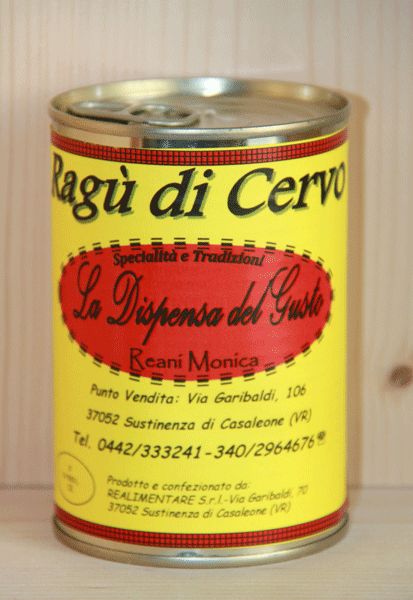 Ragù di Cervo
Specialità e Tradizioni
La Dispensa del Gusto
Reani Monica
Punto Vendita: Via Garibaldi, 106
37052 Sustinenza di Casaleone (VR)
Tel. 0442/333241-340/2964676
Prodotto e confezionato da:
REALIMENTARE S.r.l.-Via Garibaldi, 70
37052 Sustinenza di Casaleone (VR)